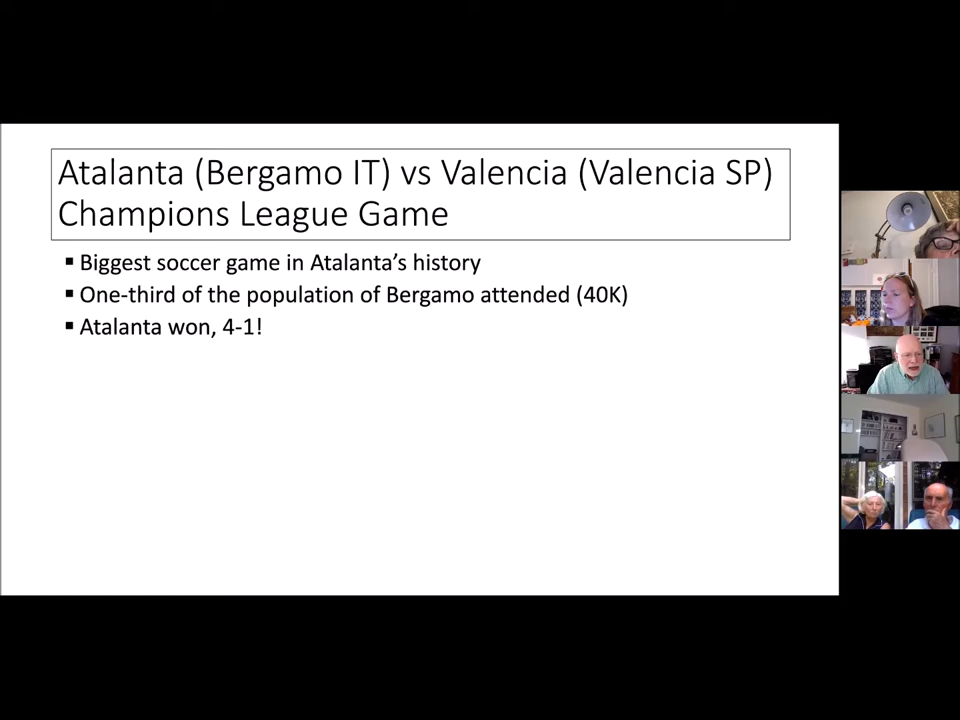 Atalanta (Bergamo IT) vs Valencia (Valencia SP)
Champions League Game
▪ Biggest soccer game in Atalanta’s history
▪ One-third of the population of Bergamo attended (40K)
▪ Atalanta won, 4-1!